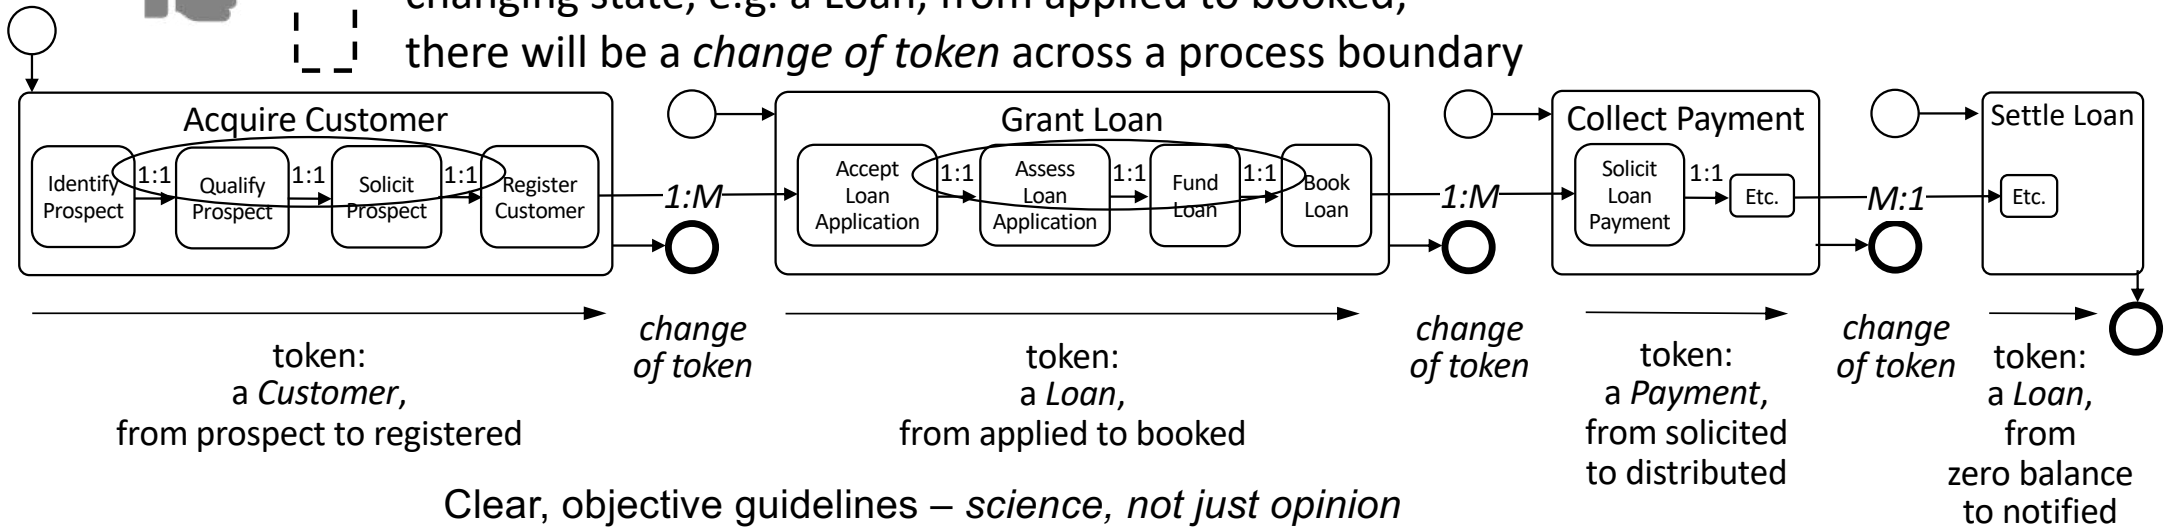 changing state, e.g. a Loan, from applied to booked,
there will be a change of token across a process boundary
Acquire Customer
Identify
Prospect
1:1
Qualify
Prospect
1:1
Solicit
Prospect
1:1
Register
Customer
1:M
Grant Loan
Accept
Loan
Application
1:1
Assess
Loan
Application
1:1
Fund
Loan
1:1
Book
Loan
1:M
Collect Payment
Solicit
Loan
Payment
1:1
Etc.
M:1
Settle Loan
Etc.
token:
a Customer,
from prospect to registered
change
of token
token:
a Loan,
from applied to booked
change
of token
token:
a Payment,
from solicited
to distributed
change
of token
token:
a Loan,
from
zero balance
to notified
Clear, objective guidelines – science, not just opinion